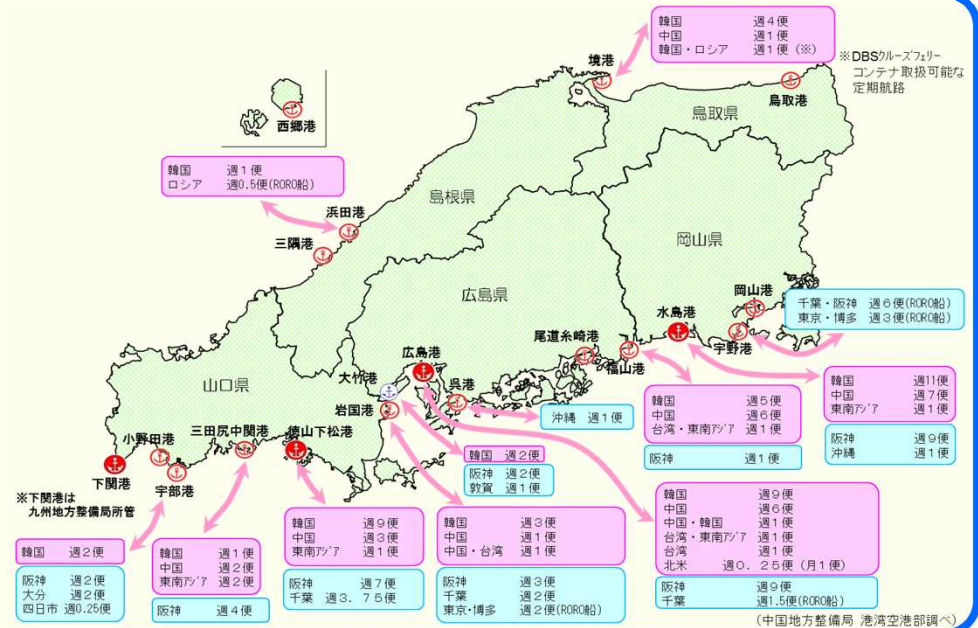 韓国 週4便
中国 週1便
韓国・ロシア 週1便(※)
※DBSクルーズフェリー
コンテナ取扱可能な
定期航路
境港
鳥取港
鳥取県
西郷港
韓国 週1便
ロシア 週0.5便(RORO船)
島根県
浜田港
三隅港
岡山県
広島県
岡山港
千葉・阪神 週6便(RORO船)
東京・博多 週3便(RORO船)
水島港
宇野港
尾道糸崎港
福山港
広島港
大竹港
呉港
岩国港
山口県
沖縄 週1便
韓国 週5便
中国 週6便
台湾・東南アジア 週1便
阪神 週1便
韓国 週11便
中国 週7便
東南アジア 週1便
阪神 週9便
沖縄 週1便
小野田港
三田尻中関港
徳山下松港
下関港
宇部港
※下関港は
九州地方整備局所管
韓国 週2便
阪神 週2便
敦賀 週1便
韓国 週2便
阪神 週2便
大分 週2便
四日市 週0.25便
韓国 週1便
中国 週2便
東南アジア 週2便
阪神 週4便
韓国 週9便
中国 週3便
東南アジア 週1便
阪神 週7便
千葉 週3.75便
韓国 週3便
中国 週1便
中国・台湾 週1便
阪神 週3便
千葉 週2便
東京・博多 週2便(RORO船)
韓国 週9便
中国 週6便
中国・韓国 週1便
台湾・東南アジア 週1便
台湾 週1便
北米 週0.25便(月1便)
阪神 週9便
千葉 週1.5便(RORO船)
(中国地方整備局 港湾空港部調べ)